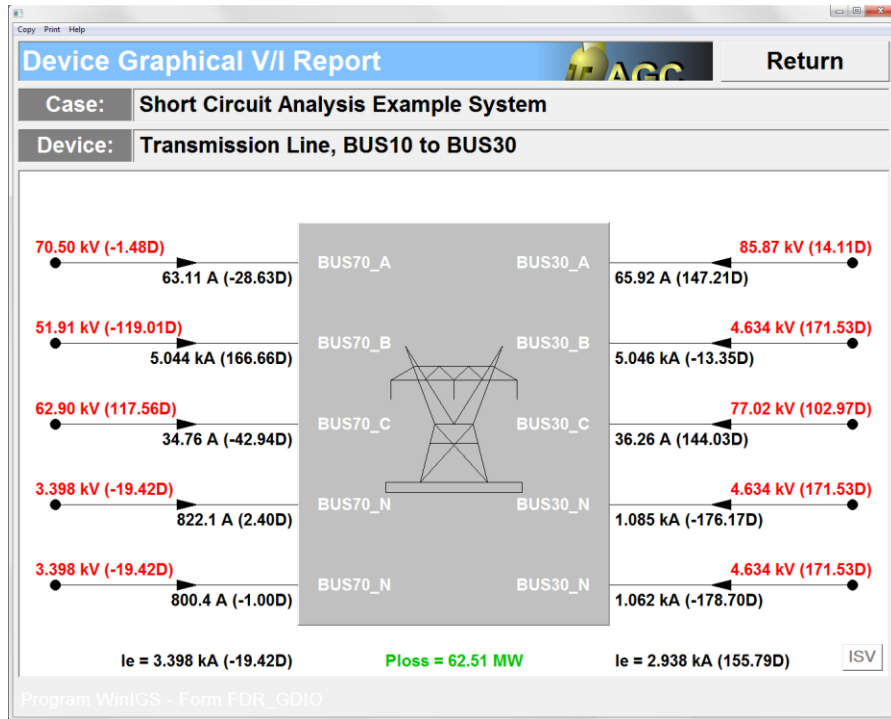 Copy Print Help
Device Graphical V/I Report
AGC
Return
Case: Short Circuit Analysis Example System
Device: Transmission Line, BUS10 to BUS30
70.50 kV (-1.48D) 85.87 kV (14.11D)
BUS70_A BUS30_A
63.11 A (-28.63D) 65.92 A (147.21D)
51.91 kV (-119.01D) 4.634 kV (171.53D)
BUS70_B BUS30_B
5.044 kA (166.66D) 5.046 kA (-13.35D)
62.90 kV (117.56D) 77.02 kV (102.97D)
BUS70_C BUS30_C
34.76 A (-42.94D) 36.26 A (144.03D)
3.398 kV (-19.42D) 4.634 kV (171.53D)
BUS70_N BUS30_N
822.1 A (2.40D) 1.085 kA (-176.17D)
3.398 kV (-19.42D) 4.634 kV (171.53D)
BUS70_N BUS30_N
800.4 A (-1.00D) 1.062 kA (-178.70D)
Ie = 3.398 kA (-19.42D) Ploss = 62.51 MW Ie = 2.938 kA (155.79D) ISV
Program WinIGS - Form FDR_GDIO